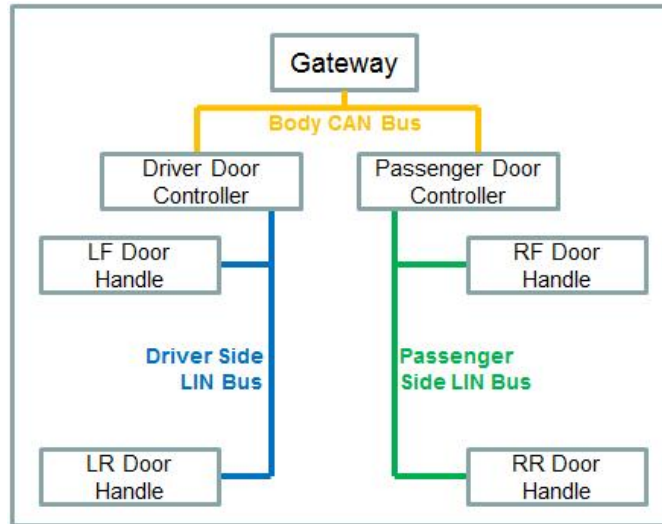 Gateway
Body CAN Bus
Driver Door
Controller
Passenger Door
Controller
LF Door
Handle
RF Door
Handle
Driver Side
LIN Bus
Passenger
Side LIN Bus
LR Door
Handle
RR Door
Handle